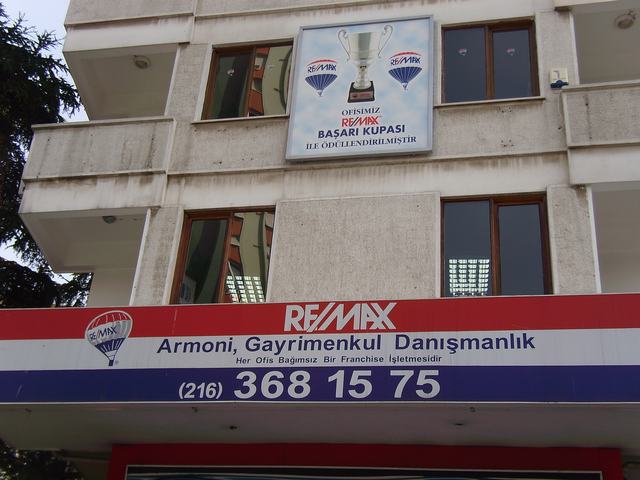 RE/MAX
RE/MAX
OFİSİMİZ
RE/MAX
BAŞARI KUPASI
İLE ÖDÜLLENDİRİLMİŞTİR
RE/MAX
RE/MAX
Armoni, Gayrimenkul Danışmanlık
Her Ofis Bağımsız Bir Franchise İşletmesidir
(216) 368 15 75